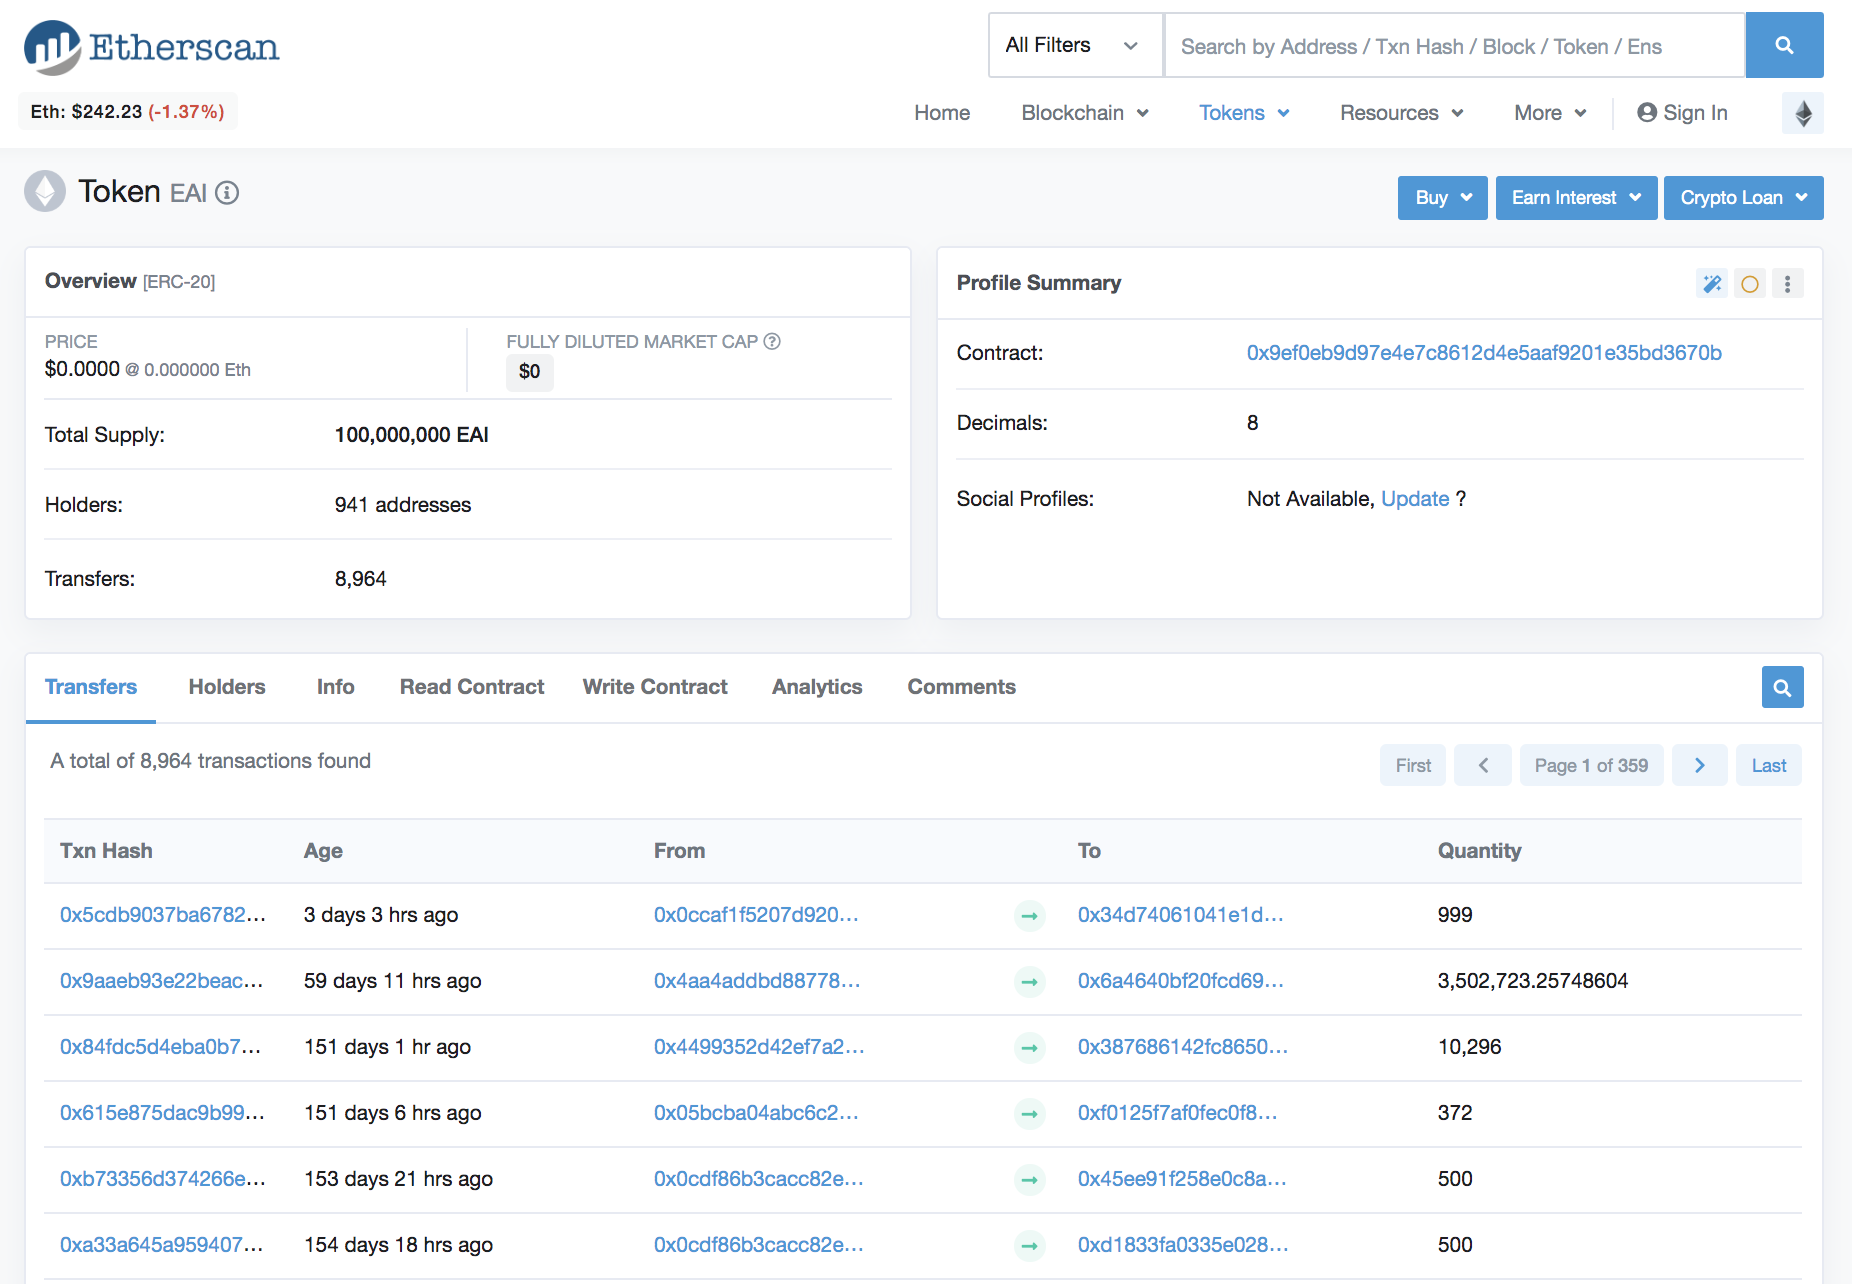 Etherscan
All Filters
Search by Address / Txn Hash / Block / Token / Ens
Eth: $242.23 (-1.37%)
Home Blockchain Tokens Resources More Sign In
Token EAI
Buy Earn Interest Crypto Loan
Overview [ERC-20]
PRICE
$0.0000 @ 0.000000 Eth
FULLY DILUTED MARKET CAP
$0
Total Supply: 100,000,000 EAI
Holders: 941 addresses
Transfers: 8,964
Profile Summary
Contract: 0x9ef0eb9d97e4e7c8612d4e5aaf9201e35bd3670b
Decimals: 8
Social Profiles: Not Available, Update ?
Transfers Holders Info Read Contract Write Contract Analytics Comments
A total of 8,964 transactions found
First Page 1 of 359 Last
Txn Hash Age From To Quantity
0x5cdb9037ba6782... 3 days 3 hrs ago 0x0ccaf1f5207d920... 0x34d74061041e1d... 999
0x9aaeb93e22beac... 59 days 11 hrs ago 0x4aa4addbd88778... 0x6a4640bf20fcd69... 3,502,723.25748604
0x84fdc5d4eba0b7... 151 days 1 hr ago 0x4499352d42ef7a2... 0x387686142fc8650... 10,296
0x615e875dac9b99... 151 days 6 hrs ago 0x05bcba04abc6c2... 0xf0125f7af0fec0f8... 372
0xb73356d374266e... 153 days 21 hrs ago 0x0cdf86b3cacc82e... 0x45ee91f258e0c8a... 500
0xa33a645a959407... 154 days 18 hrs ago 0x0cdf86b3cacc82e... 0xd1833fa0335e028... 500